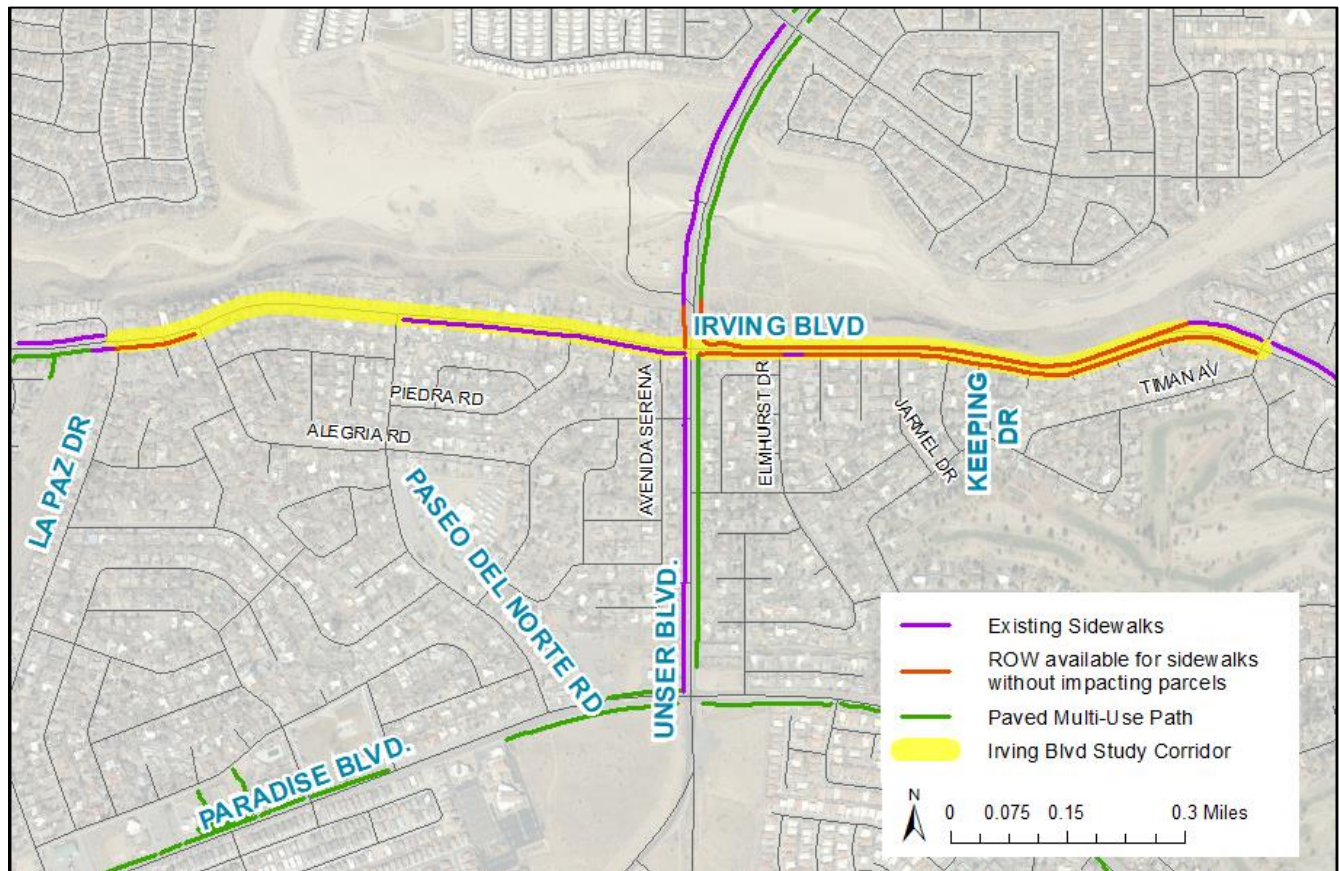 IRVING BLVD
TIMAN AV
PIEDRA RD
ELMHURST DR
AVENIDA SERENA
JARMEL DR
KEEPING
DR
ALEGRIA RD
LA PAZ DR
PASEO DEL NORTE RD
UNSER BLVD.
PARADISE BLVD.
Existing Sidewalks
ROW available for sidewalks
without impacting parcels
Paved Multi-Use Path
Irving Blvd Study Corridor
N
0 0.075 0.15 0.3 Miles